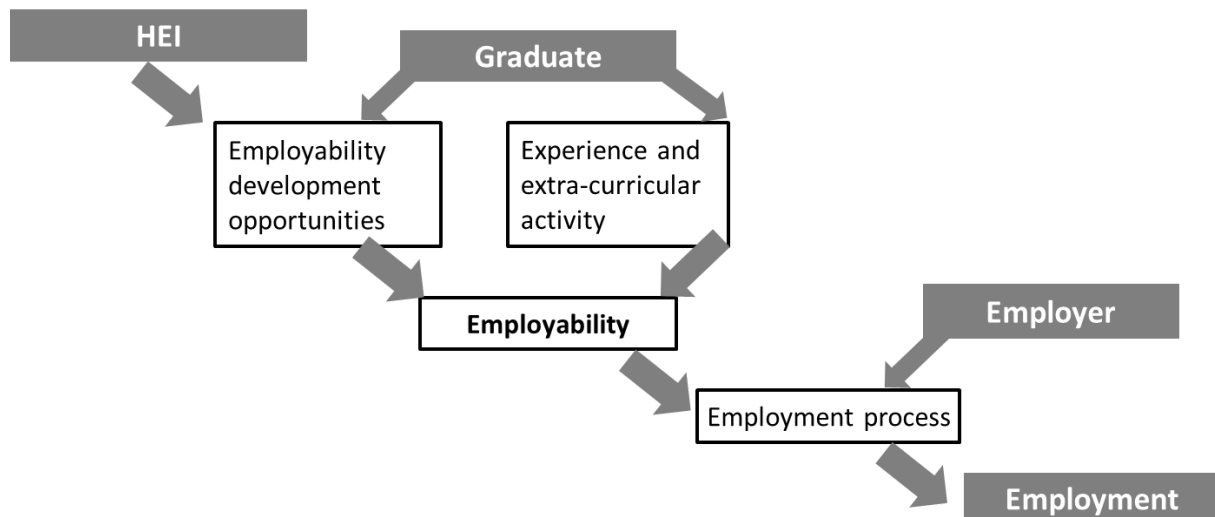 HEI
Graduate
Employability
development
opportunities
Experience and
extra-curricular
activity
Employability
Employer
Employment process
Employment